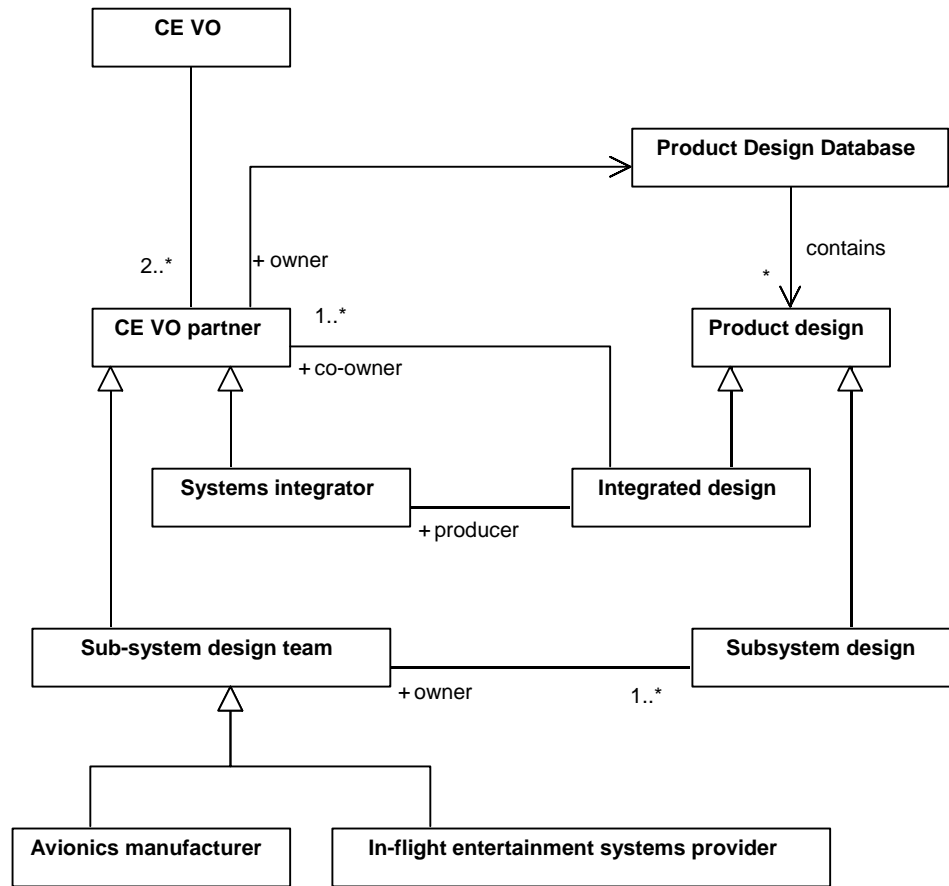 CE VO
Product Design Database
contains
2..*
+ owner
*
CE VO partner
1..*
Product design
+ co-owner
Systems integrator
Integrated design
+ producer
Sub-system design team
Subsystem design
+ owner
1..*
Avionics manufacturer
In-flight entertainment systems provider